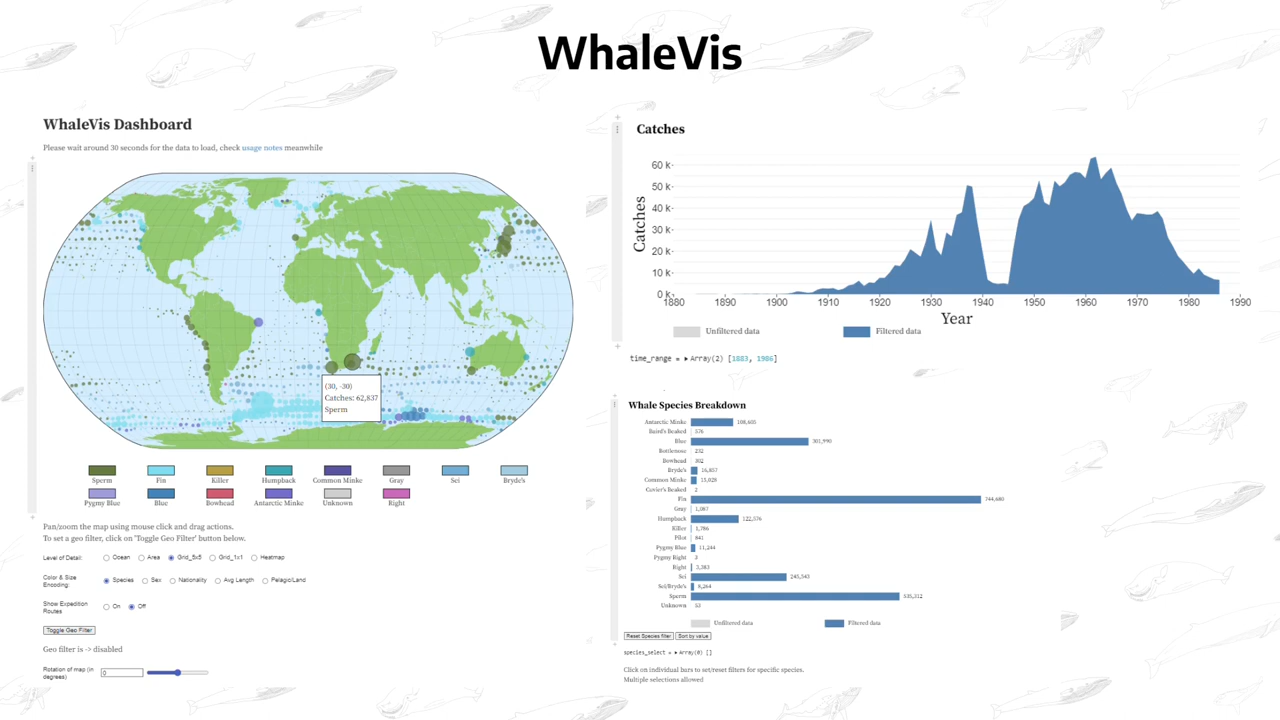 WhaleVis
WhaleVis Dashboard
Please wait around 30 seconds for the data to load, check usage notes meanwhile
(30, -30)
Catches: 62,837
Sperm
Sperm Fin Killer Humpback Common Minke Gray Sei Bryde's
Pygmy Blue Blue Bowhead Antarctic Minke Unknown Right
Pan/zoom the map using mouse click and drag actions.
To set a geo filter, click on 'Toggle Geo Filter' button below.
Level of Detail: Ocean Area Grid_5x5 Grid_1x1 Heatmap
Color & Size Encoding: Species Sex Nationality Avg Length Pelagic/Land
Show Expedition Routes On Off
Toggle Geo Filter
Geo filter is -> disabled
Rotation of map (in degrees) 0
Catches
60 k
50 k
40 k
30 k
20 k
10 k
0 k
Catches
1880 1890 1900 1910 1920 1930 1940 1950 1960 1970 1980 1990
Year
Unfiltered data Filtered data
time_range = ▶ Array(2) [1883, 1986]
Whale Species Breakdown
Antarctic Minke 108,605
Baird's Beaked 576
Blue 301,990
Bottlenose 232
Bowhead 302
Bryde's 16,857
Common Minke 15,028
Cuvier's Beaked 2
Fin 744,680
Gray 1,087
Humpback 122,576
Killer 1,786
Pilot 841
Pygmy Blue 11,244
Pygmy Right 3
Right 3,383
Sei 245,543
Sei/Bryde's 8,264
Sperm 535,312
Unknown 53
Unfiltered data Filtered data
Reset Species filter Sort by value
species_select = ▶ Array(0) []
Click on individual bars to set/reset filters for specific species.
Multiple selections allowed